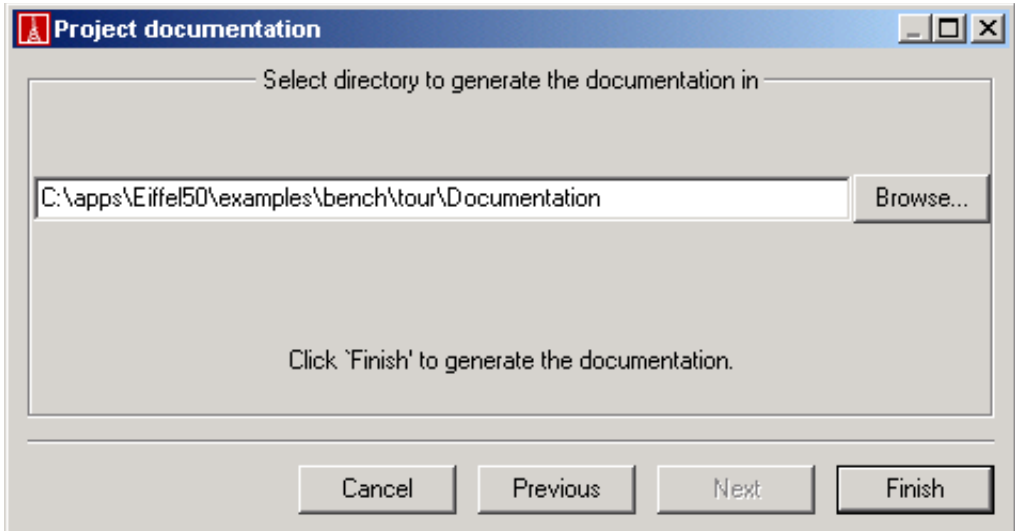 Project documentation
Select directory to generate the documentation in
C:\apps\Eiffel50\examples\bench\tour\Documentation
Browse...
Click `Finish' to generate the documentation.
Cancel
Previous
Next
Finish